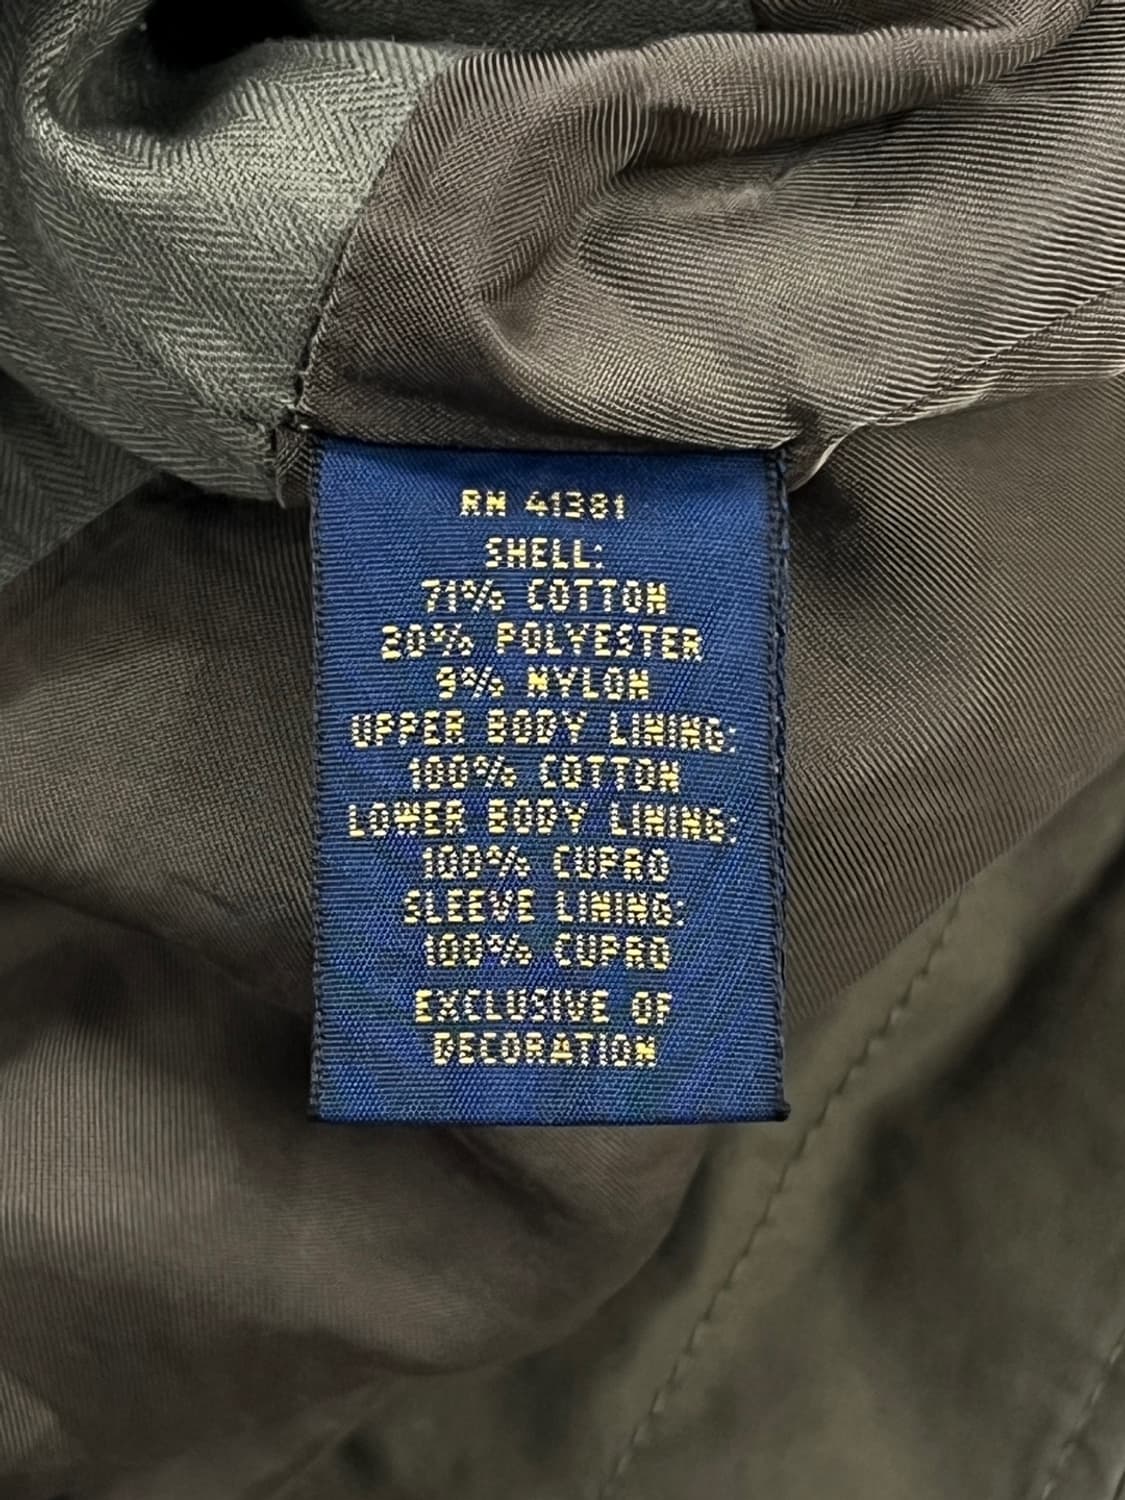 RN 41381
SHELL:
71% COTTON
20% POLYESTER
9% NYLON
UPPER BODY LINING:
100% COTTON
LOWER BODY LINING:
100% CUPRO
SLEEVE LINING:
100% CUPRO
EXCLUSIVE OF
DECORATION